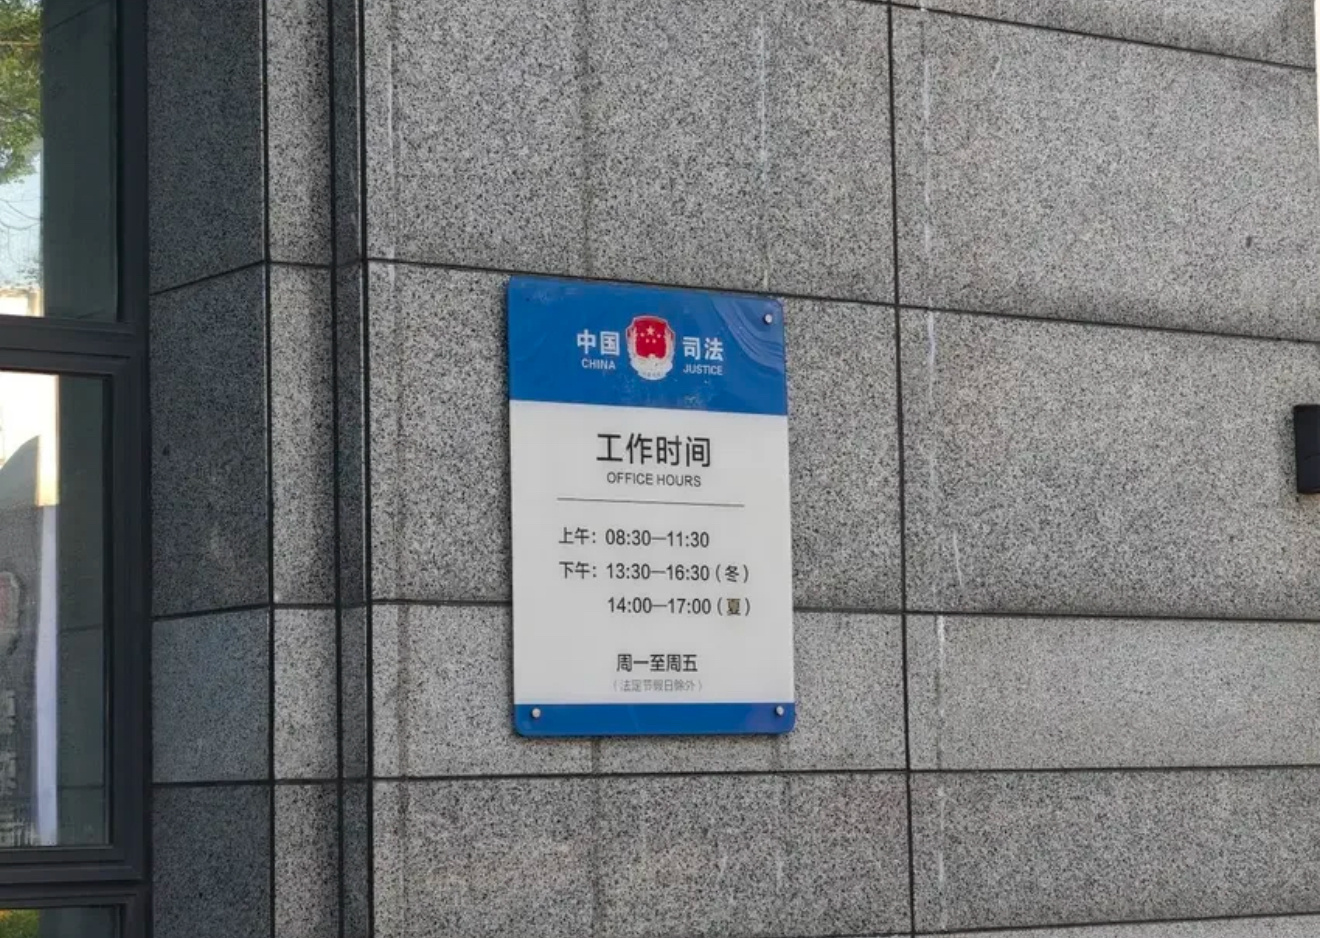 中国 司法
CHINA JUSTICE
工作时间
OFFICE HOURS
上午：08:30—11:30
下午：13:30—16:30（冬）
14:00—17:00（夏）
周一至周五
（法定节假日除外）